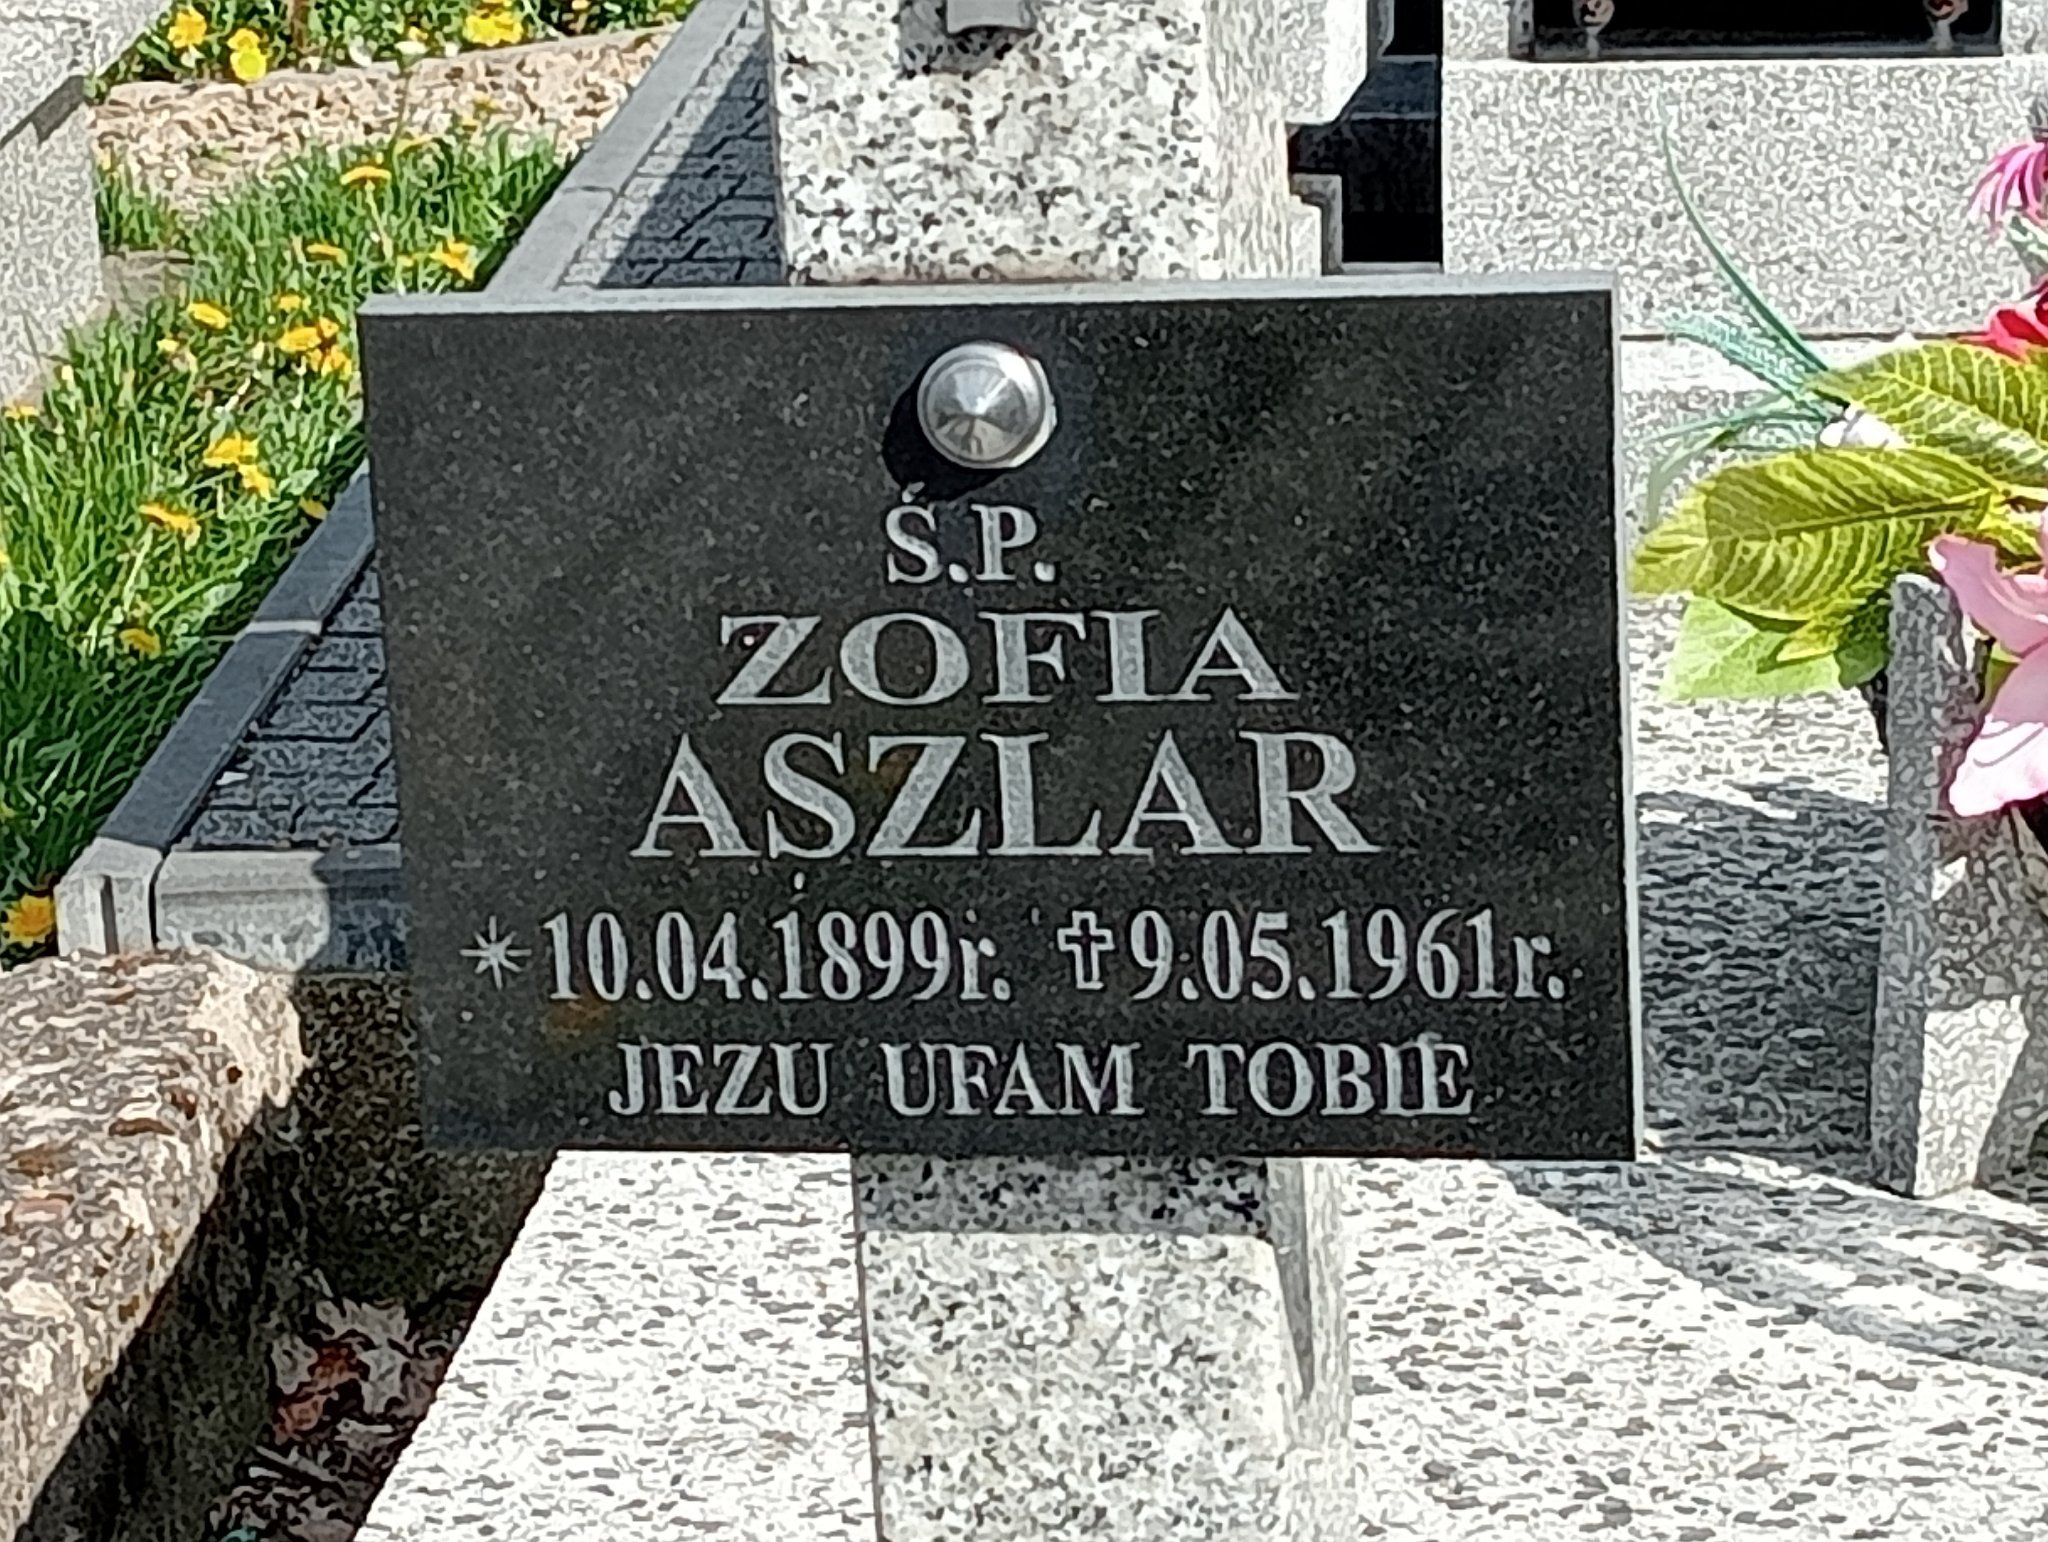 Ś.P.
ZOFIA
ASZLAR
*10.04.1899r. ✝9.05.1961r.
JEZU UFAM TOBIE